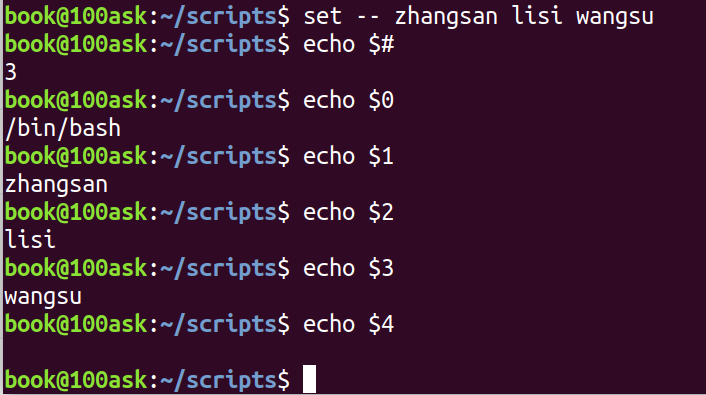 book@100ask:~/scripts$ set -- zhangsan lisi wangsu
book@100ask:~/scripts$ echo $#
3
book@100ask:~/scripts$ echo $0
/bin/bash
book@100ask:~/scripts$ echo $1
zhangsan
book@100ask:~/scripts$ echo $2
lisi
book@100ask:~/scripts$ echo $3
wangsu
book@100ask:~/scripts$ echo $4

book@100ask:~/scripts$